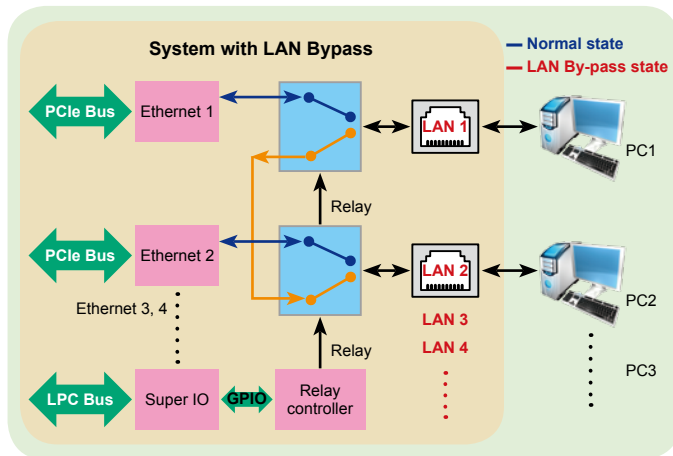 System with LAN Bypass
Normal state
LAN By-pass state
PCIe Bus
Ethernet 1
LAN 1
PC1
Relay
PCIe Bus
Ethernet 2
LAN 2
PC2
Ethernet 3, 4
LAN 3
LAN 4
Relay
PC3
LPC Bus
Super IO
GPIO
Relay
controller